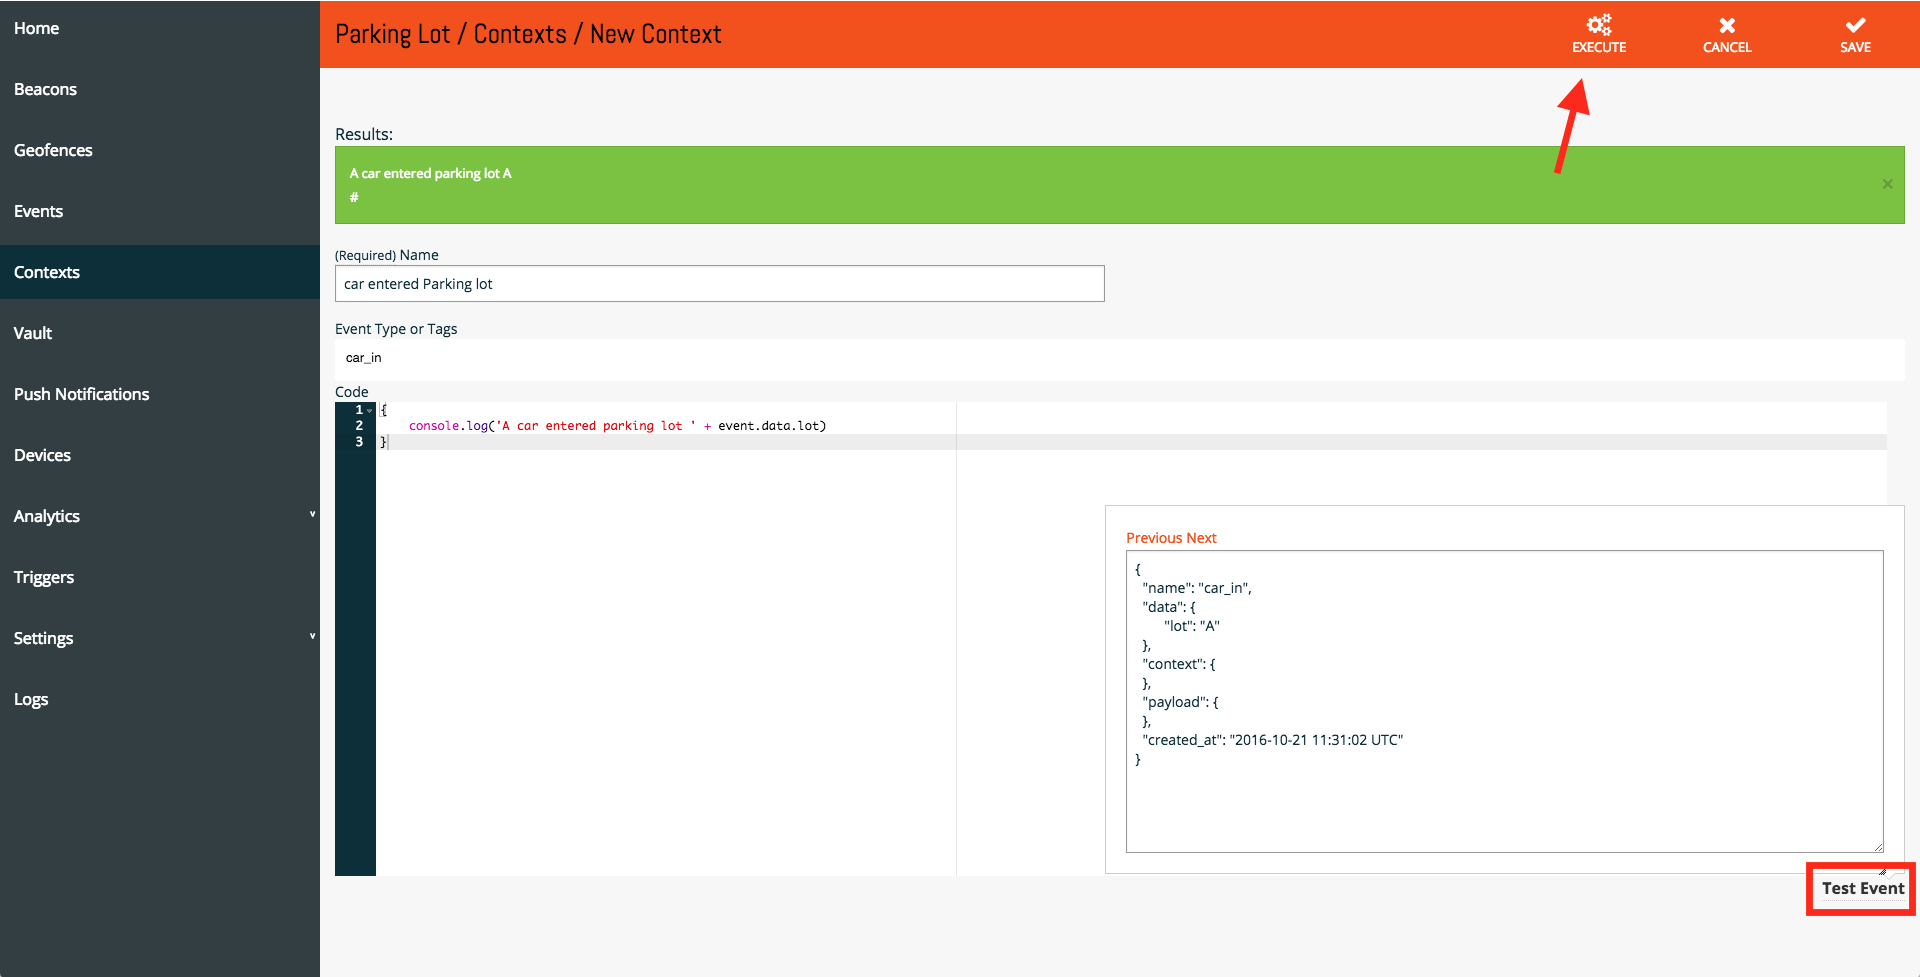 Home
Beacons
Geofences
Events
Contexts
Vault
Push Notifications
Devices
Analytics
Triggers
Settings
Logs
Parking Lot / Contexts / New Context
EXECUTE
CANCEL
SAVE
Results:
A car entered parking lot A
#
(Required) Name
car entered Parking lot
Event Type or Tags
car_in
Code
1 {
2     console.log('A car entered parking lot ' + event.data.lot)
3 }
Previous Next
{
  "name": "car_in",
  "data": {
      "lot": "A"
  },
  "context": {
  },
  "payload": {
  },
  "created_at": "2016-10-21 11:31:02 UTC"
}
Test Event